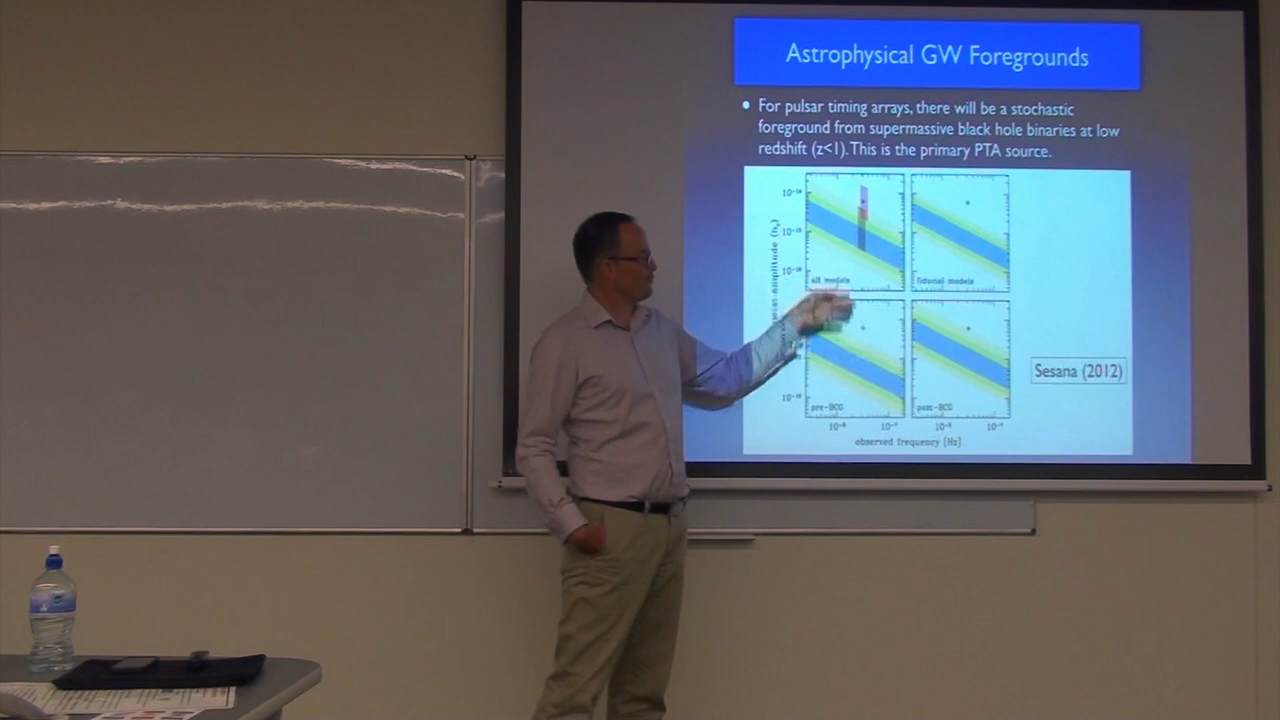 Astrophysical GW Foregrounds
• For pulsar timing arrays, there will be a stochastic
foreground from supermassive black hole binaries at low
redshift (z<1). This is the primary PTA source.
all models
fiducial models
Sesana (2012)
pre-BCG
post-BCG
observed frequency [Hz]